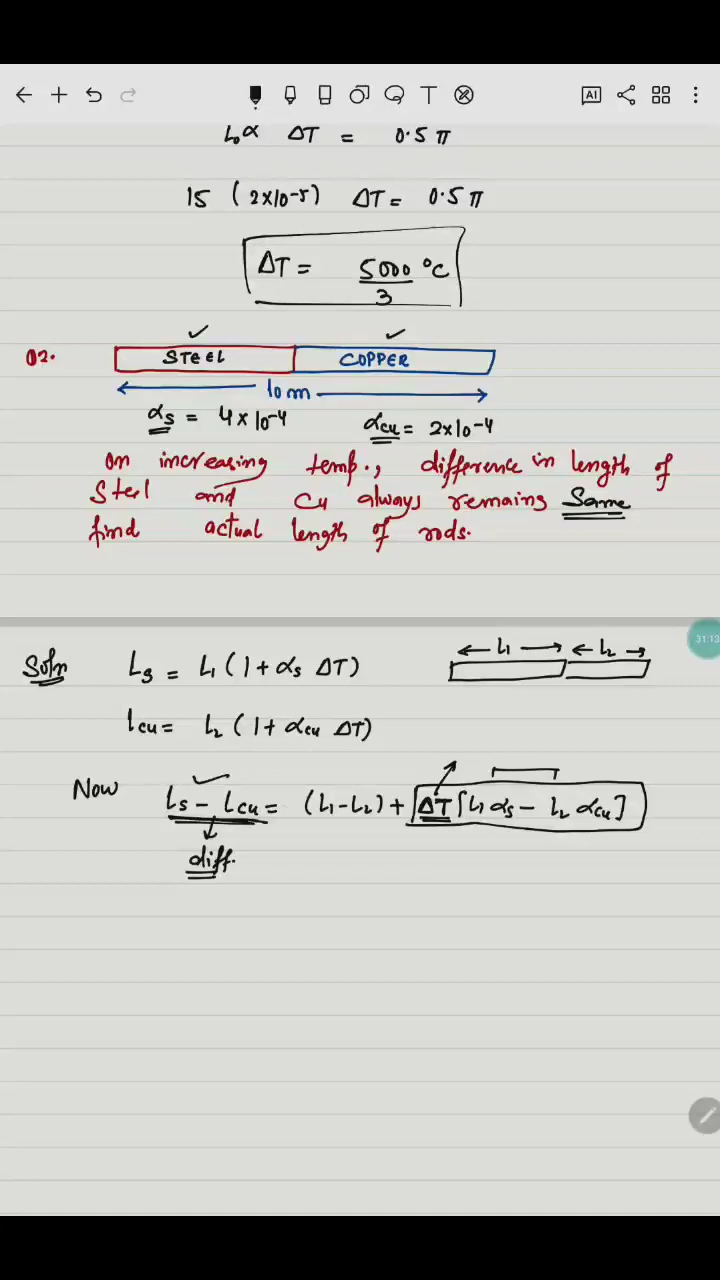 AI
L₀α ΔT = 0.5 π
15 (2×10⁻⁵) ΔT = 0.5 π
ΔT = 5000/3 °C
Q2. STEEL COPPER
10 m
αs = 4×10⁻⁴ αcu = 2×10⁻⁴
on increasing temp., difference in length of
Steel and Cu always remains Same
find actual length of rods.
31:13
Soln Ls = L₁ (1 + αs ΔT) L₁ L₂
lcu = L₂ (1 + αcu ΔT)
Now Ls - Lcu = (L₁ - L₂) + ΔT [L₁ αs - L₂ αcu]
diff.